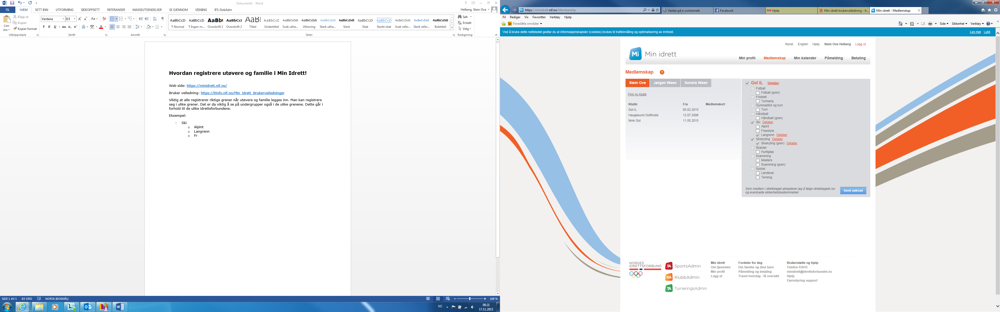 Dokument1 - Word
FIL HJEM SETT INN UTFORMING SIDEOPPSETT REFERANSER MASSEUTSENDELSER SE GJENNOM VISNING IFS-DokAdm
Helberg, Stein Ove
Lim inn
Klipp ut
Kopier
Kopier format
Utklippstavle
Verdana 9,5
Skrift
Avsnitt
AaBbCcD AaBbCcD AaBb( AaBbCcl AaB AaBbCcC AaBbCcDdl AaBbCcDdl AaBbCcDdl AaBbCcDdE AaBbCcD AaBbCcD AaBbCcDdEe AaBbCcDdE AaBbCcDdl
¶ Normal ¶ Ingen m... Overskrift 1 Overskrift 2 Tittel Undertittel Svak uthe... Utheving Sterk uthe... Sterk Sitat Sterkt sitat Svak refer... Sterk refer... Boktittel
Stiler
Søk
Erstatt
Velg
Redigering
Hvordan registrere utøvere og familie i Min Idrett!
Web side: https://minidrett.nif.no/
Bruker veiledning: https://itinfo.nif.no/Min_idrett_Brukerveiledninger
Viktig at alle registrerer riktige grener når utøvere og familie legges inn. Man kan registrere
seg i ulike grener. Det er da viktig å se på undergrupper også i de ulike grenene. Dette går i
forhold til de ulike idrettsforbundene.
Eksempel:
- Ski
o Alpint
o Langrenn
o Fr
SIDE 1 AV 1 63 ORD NORSK (BOKMÅL)
100 %
NO
08:21
17.11.2015
https://minidrett.nif.no/Membership
Venter på e-cointranett
Facebook
Hjelp
Min idrett brukerveiledning - it...
Min idrett - Medlemskap
Fil Rediger Vis Favoritter Verktøy Hjelp
Foreslåtte områder
Side Sikkerhet Verktøy
Ved å bruke dette nettstedet godtar du at informasjonskapsler (cookies) brukes til trafikkmåling og optimalisering av innhold.
Les mer Lukk
Norsk English Hjelp Stein Ove Helberg Logg ut
Mi Min idrett
Min profil Medlemskap Min kalender Påmelding Betaling
Medlemskap ?
Stein Ove Jørgen Ween Sondre Ween
Finn ny klubb
Klubb Fra Medlemskort
Gol IL 05.02.2015
Haugesund Golfklubb 12.07.2006
Nmk Gol 11.05.2015
Gol IL Detaljer
Fotball
Fotball (gren)
Friidrett
Turmarsj
Gymnastikk og turn
Turn
Håndball
Håndball (gren)
Ski Detaljer
Alpint
Freestyle
Langrenn Detaljer
Skiskyting Detaljer
Skiskyting (gren) Detaljer
Skøyter
Hurtigløp
Svømming
Masters
Svømming (gren)
Sykkel
Landevei
Terreng
Som medlem i idrettslaget aksepterer jeg å følge idrettslagets lov
og eventuelle sikkerhetsbestemmelser.
Send søknad
NORGES
IDRETTSFORBUND
SA SportsAdmin
KA KlubbAdmin
TA TurneringsAdmin
Min idrett
Om tjenesten
Min profil
Logg ut
Fordeler for deg
Din familie og dine barn
Påmelding og betaling
Travel hverdag - få oversikt
Brukerstøtte og hjelp
Telefon 03615
minidrett@idrettsforbundet.no
Hjelp
Fjernstyring support